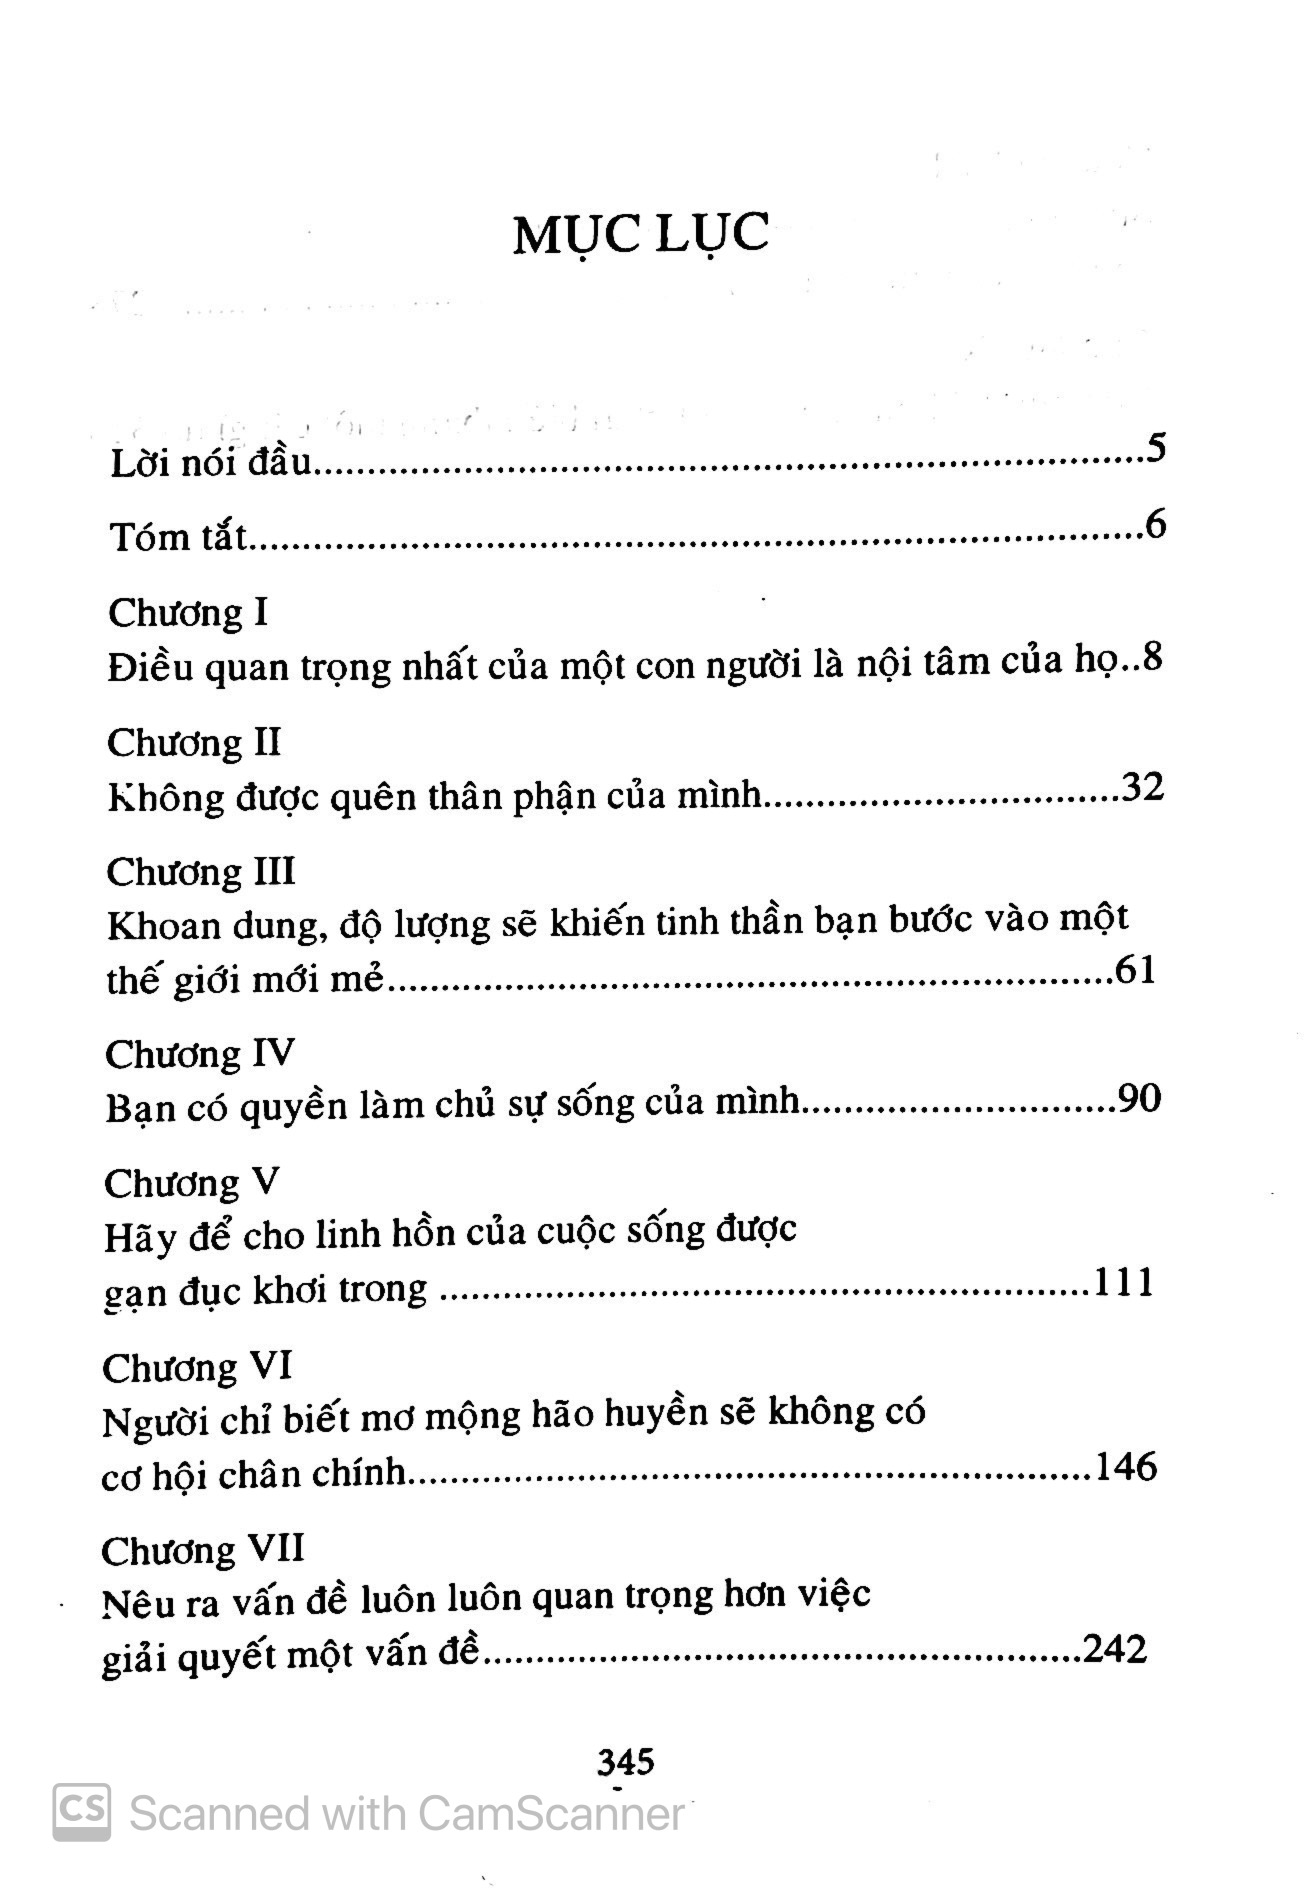 MỤC LỤC
Lời nói đầu..........5
Tóm tắt..........6
Chương I
Điều quan trọng nhất của một con người là nội tâm của họ..8
Chương II
Không được quên thân phận của mình..........32
Chương III
Khoan dung, độ lượng sẽ khiến tinh thần bạn bước vào một
thế giới mới mẻ..........61
Chương IV
Bạn có quyền làm chủ sự sống của mình..........90
Chương V
Hãy để cho linh hồn của cuộc sống được
gạn đục khơi trong ..........111
Chương VI
Người chỉ biết mơ mộng hão huyền sẽ không có
cơ hội chân chính..........146
Chương VII
Nêu ra vấn đề luôn luôn quan trọng hơn việc
giải quyết một vấn đề..........242
345
CS Scanned with CamScanner